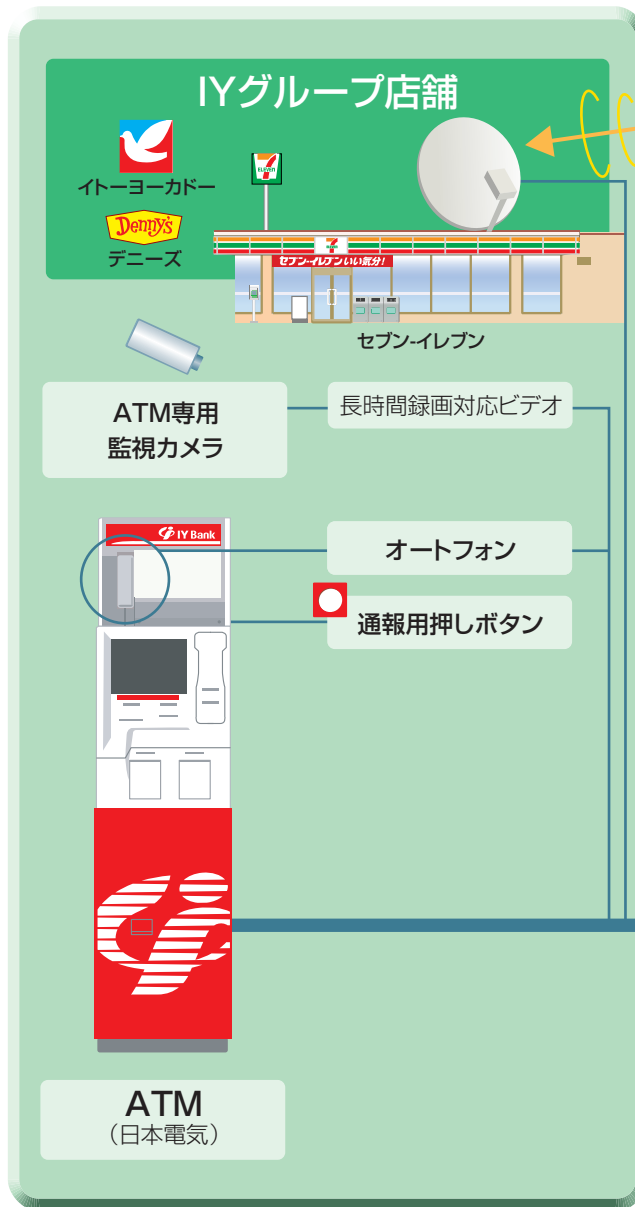 IYグループ店舗
イトーヨーカドー
ELEVEN
Denny's
デニーズ
ELEVEN
セブン-イレブンいい気分!
セブン-イレブン
ATM専用
監視カメラ
長時間録画対応ビデオ
IY Bank
オートフォン
通報用押しボタン
ATM
(日本電気)